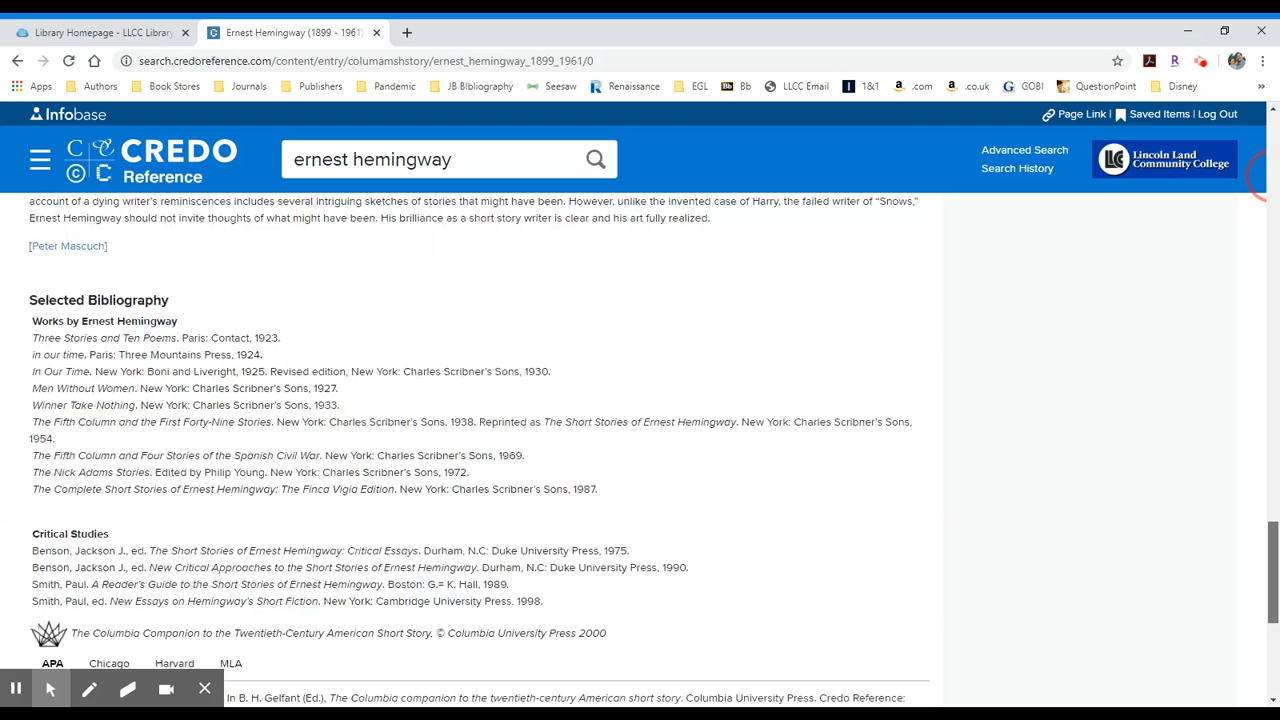 Library Homepage - LLCC Library
Ernest Hemingway (1899 - 1961)
search.credoreference.com/content/entry/columamshstory/ernest_hemingway_1899_1961/0
Apps Authors Book Stores Journals Publishers Pandemic JB BIbliography Seesaw Renaissance EGL Bb LLCC Email 1&1 .com .co.uk GOBI QuestionPoint Disney »
Infobase
Page Link | Saved Items | Log Out
CREDO
Reference
ernest hemingway
Advanced Search
Search History
LLCC Lincoln Land
Community College
account of a dying writer's reminiscences includes several intriguing sketches of stories that might have been. However, unlike the invented case of Harry, the failed writer of “Snows,”
Ernest Hemingway should not invite thoughts of what might have been. His brilliance as a short story writer is clear and his art fully realized.
[Peter Mascuch]
Selected Bibliography
Works by Ernest Hemingway
Three Stories and Ten Poems. Paris: Contact, 1923.
in our time. Paris: Three Mountains Press, 1924.
In Our Time. New York: Boni and Liveright, 1925. Revised edition, New York: Charles Scribner's Sons, 1930.
Men Without Women. New York: Charles Scribner's Sons, 1927.
Winner Take Nothing. New York: Charles Scribner's Sons, 1933.
The Fifth Column and the First Forty-Nine Stories. New York: Charles Scribner's Sons. 1938. Reprinted as The Short Stories of Ernest Hemingway. New York: Charles Scribner's Sons,
1954.
The Fifth Column and Four Stories of the Spanish Civil War. New York: Charles Scribner's Sons, 1969.
The Nick Adams Stories. Edited by Philip Young. New York: Charles Scribner's Sons, 1972.
The Complete Short Stories of Ernest Hemingway: The Finca Vigia Edition. New York: Charles Scribner's Sons, 1987.
Critical Studies
Benson, Jackson J., ed. The Short Stories of Ernest Hemingway: Critical Essays. Durham, N.C: Duke University Press, 1975.
Benson, Jackson J., ed. New Critical Approaches to the Short Stories of Ernest Hemingway. Durham, N.C: Duke University Press, 1990.
Smith, Paul. A Reader's Guide to the Short Stories of Ernest Hemingway. Boston: G.= K. Hall, 1989.
Smith, Paul, ed. New Essays on Hemingway's Short Fiction. New York: Cambridge University Press, 1998.
The Columbia Companion to the Twentieth-Century American Short Story, © Columbia University Press 2000
APA Chicago Harvard MLA
In B. H. Gelfant (Ed.), The Columbia companion to the twentieth-century American short story. Columbia University Press. Credo Reference: